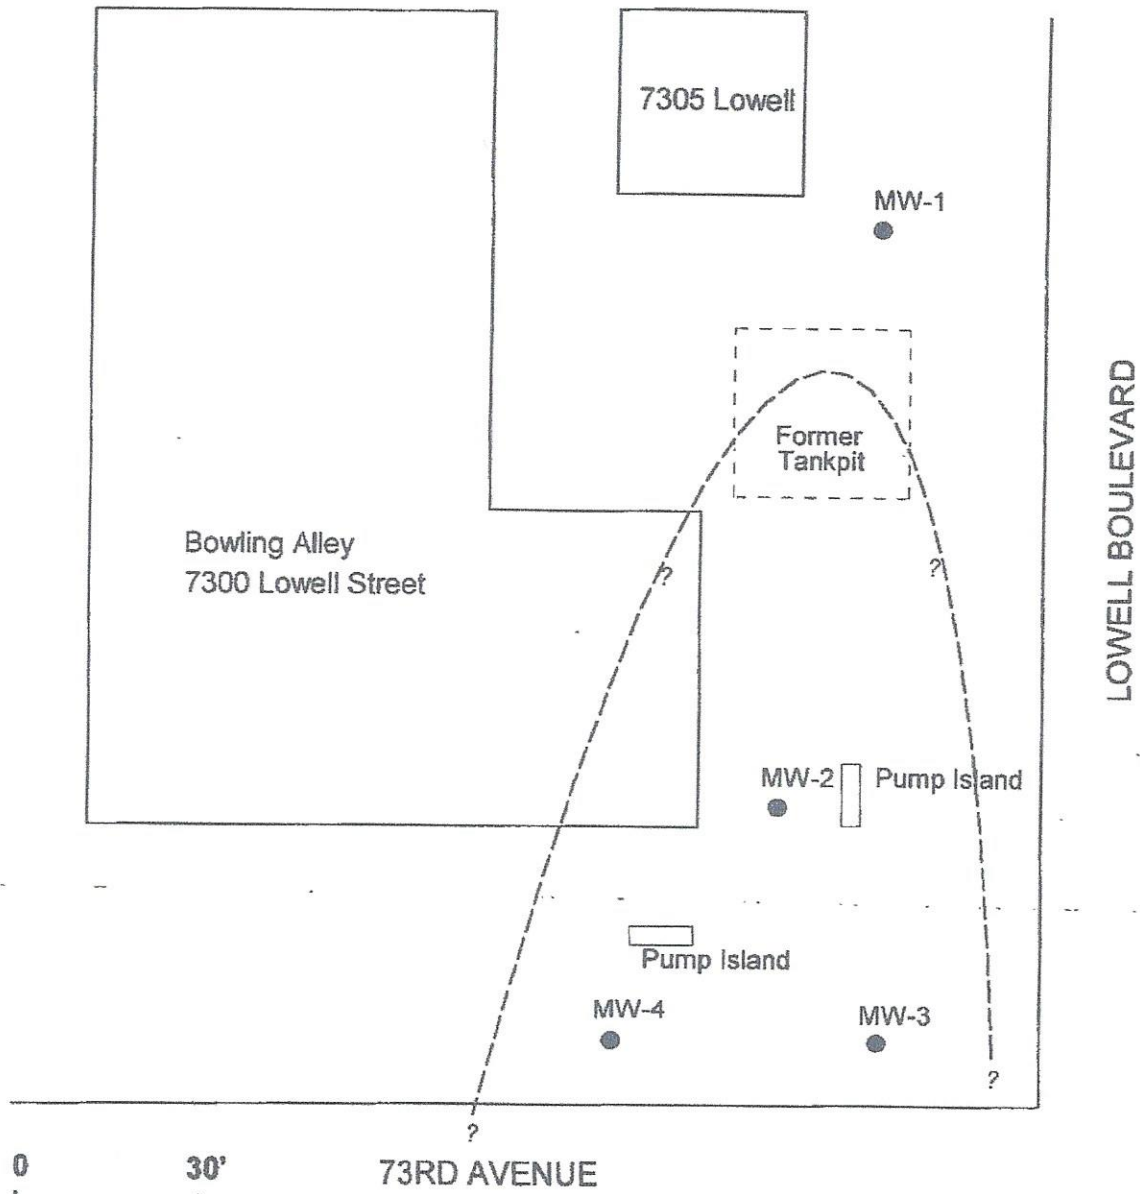 7305 Lowell
MW-1
Former
Tankpit
LOWELL BOULEVARD
Bowling Alley
7300 Lowell Street
?
?
MW-2
Pump Island
Pump Island
MW-4
MW-3
?
?
0
30'
73RD AVENUE